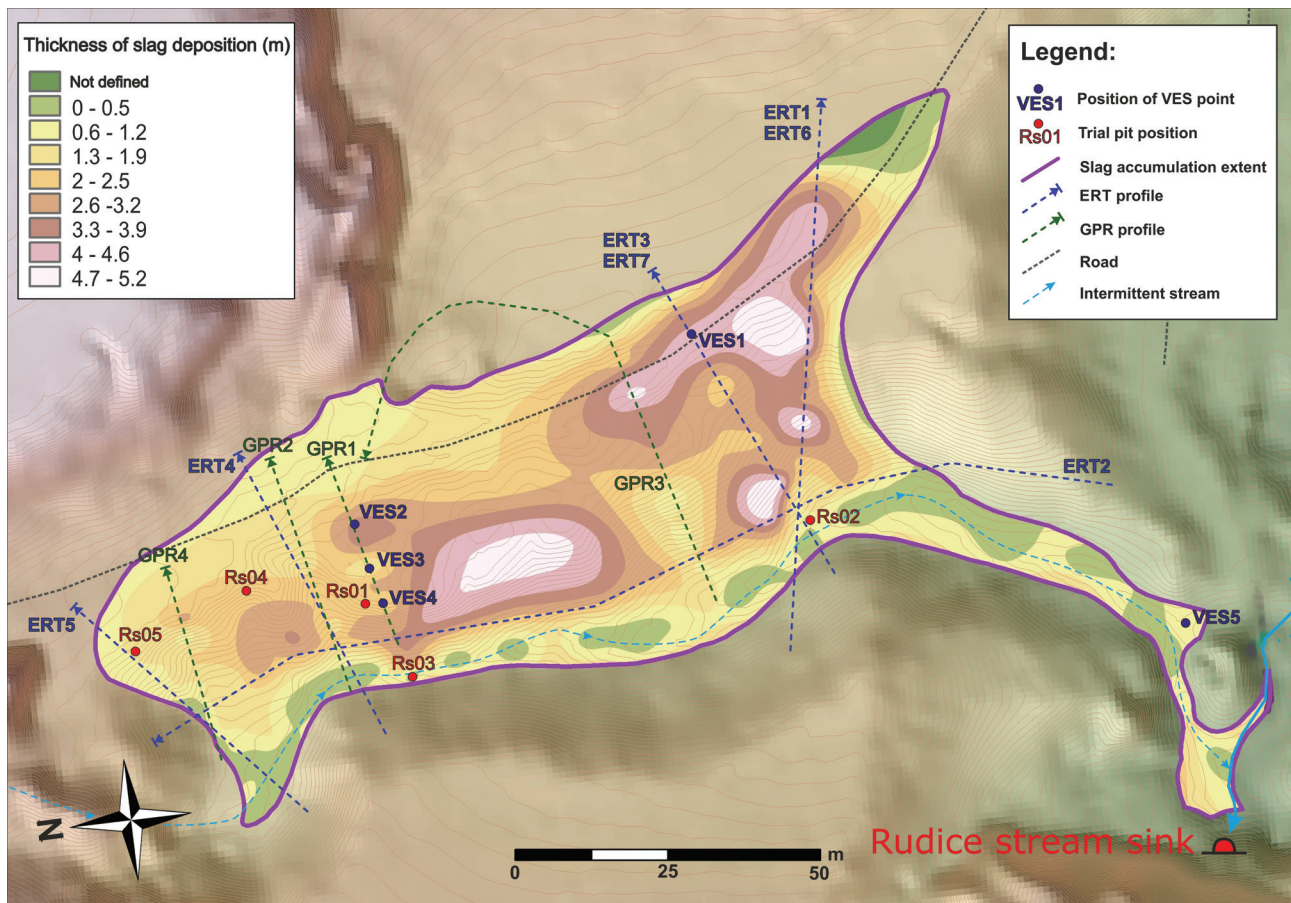 Thickness of slag deposition (m)
Not defined
0 - 0.5
0.6 - 1.2
1.3 - 1.9
2 - 2.5
2.6 -3.2
3.3 - 3.9
4 - 4.6
4.7 - 5.2
Legend:
VES1 Position of VES point
Rs01 Trial pit position
Slag accumulation extent
ERT profile
GPR profile
Road
Intermittent stream
ERT1
ERT6
ERT3
ERT7
VES1
GPR2
GPR1
ERT4
ERT2
GPR3
VES2
Rs02
GPR4
VES3
Rs04
Rs01
VES4
ERT5
VES5
Rs05
Rs03
N
Rudice stream sink
m
0
25
50